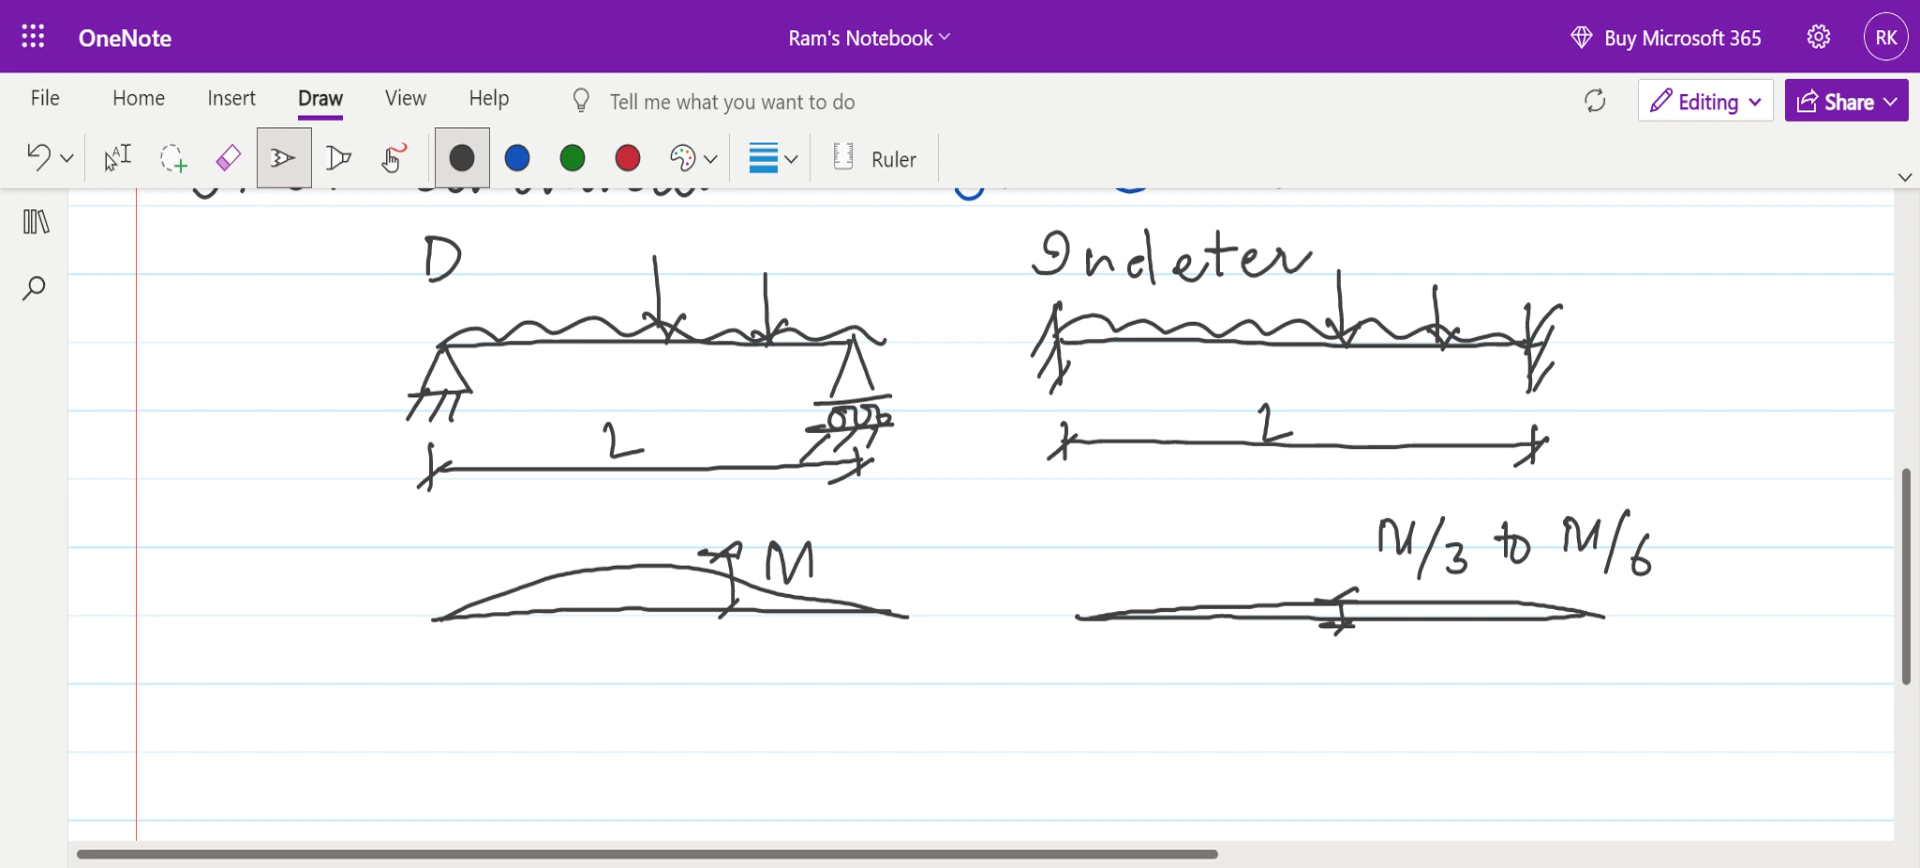 OneNote
Ram's Notebook
Buy Microsoft 365
RK
File Home Insert Draw View Help Tell me what you want to do
Editing Share
Ruler
D
Indeter
L
L
M
M/3 to M/6